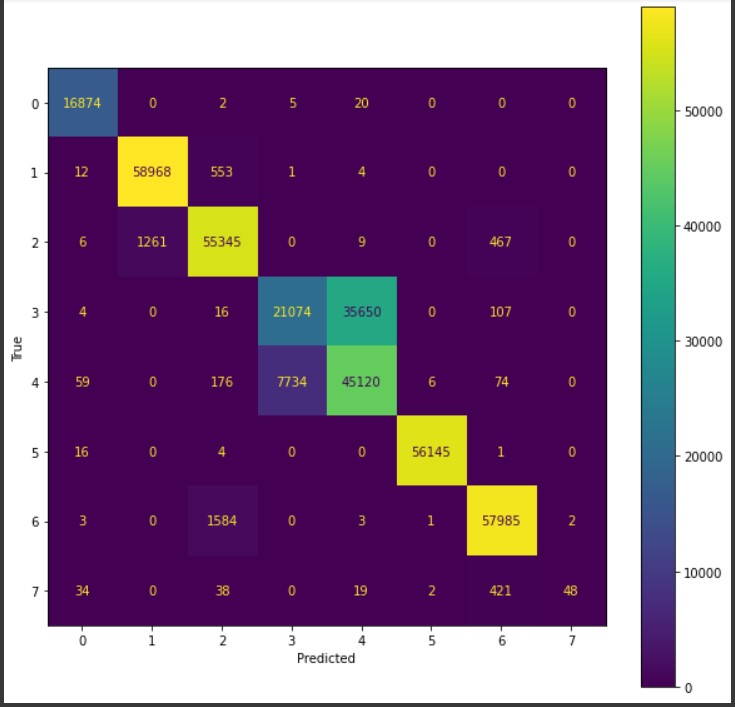 0 16874 0 2 5 20 0 0 0
1 12 58968 553 1 4 0 0 0
2 6 1261 55345 0 9 0 467 0
3 4 0 16 21074 35650 0 107 0
4 59 0 176 7734 45120 6 74 0
5 16 0 4 0 0 56145 1 0
6 3 0 1584 0 3 1 57985 2
7 34 0 38 0 19 2 421 48
0 1 2 3 4 5 6 7
Predicted
True
50000
40000
30000
20000
10000
0